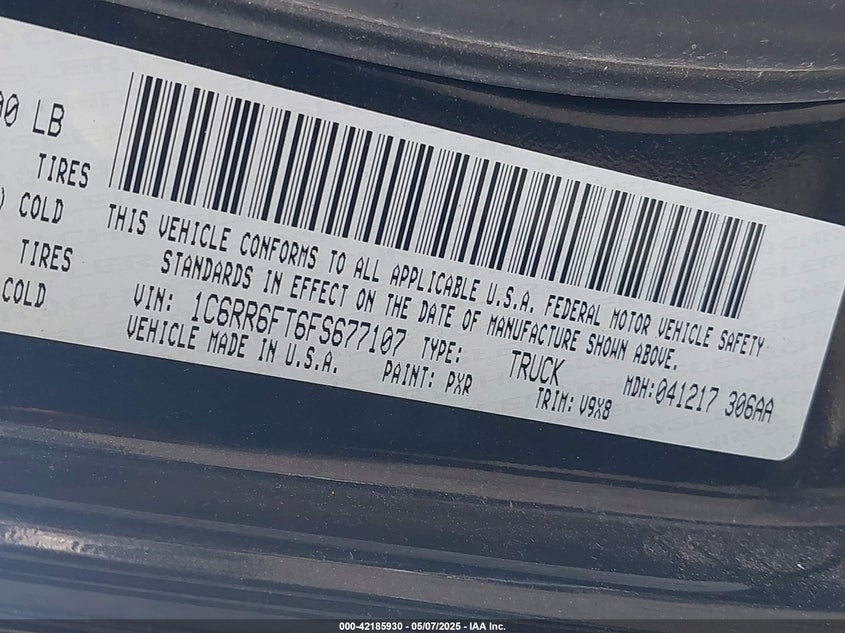 00 LB
TIRES
) COLD
TIRES
COLD
THIS VEHICLE CONFORMS TO ALL APPLICABLE U.S.A. FEDERAL MOTOR VEHICLE SAFETY
STANDARDS IN EFFECT ON THE DATE OF MANUFACTURE SHOWN ABOVE.
VIN: 1C6RR6FT6FS677107 TYPE: TRUCK MDH:041217 306AA
VEHICLE MADE IN U.S.A. PAINT: PXR TRIM: V9X8
000-42185930 - 05/07/2025 - IAA Inc.